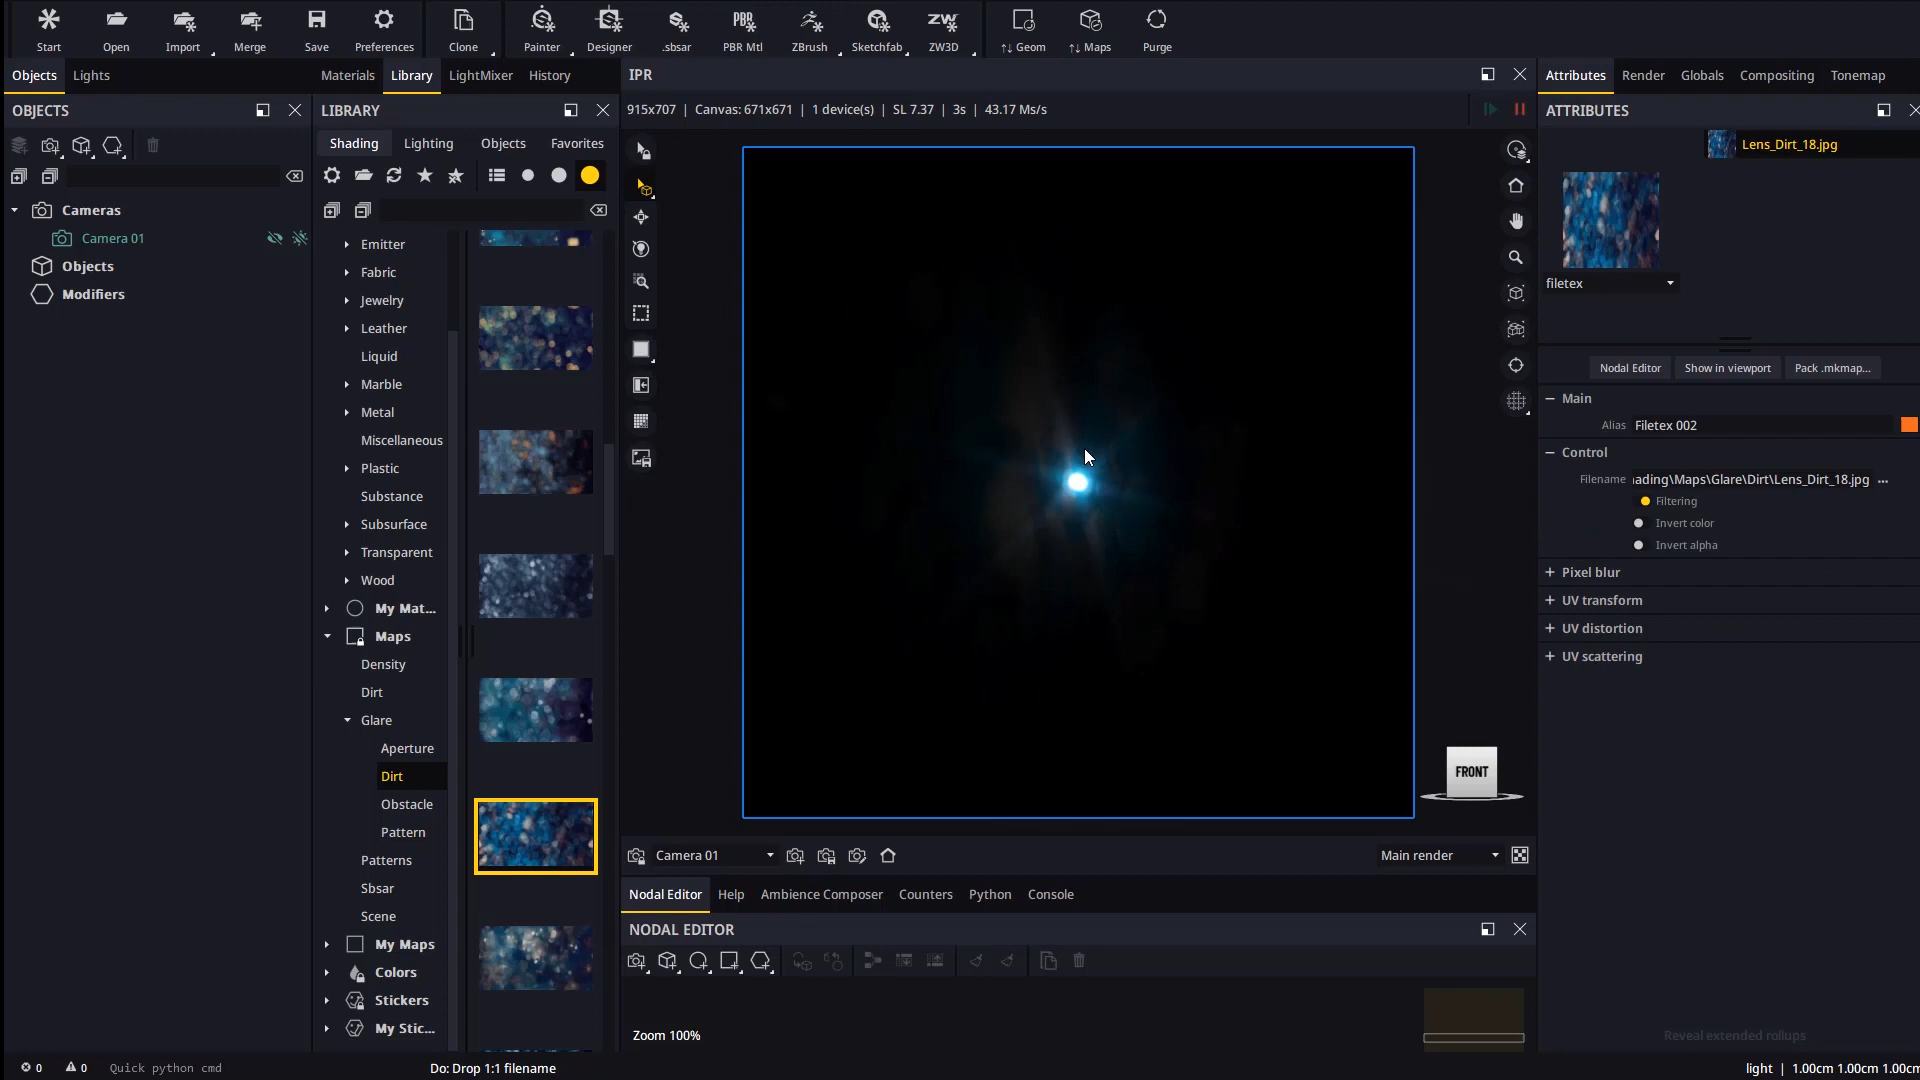 Start Open Import Merge Save Preferences Clone Painter Designer .sbsar PBR Mtl ZBrush Sketchfab ZW3D ↑↓ Geom ↑↓ Maps Purge
PBR ZW
Objects Lights
Materials Library LightMixer History
IPR
Attributes Render Globals Compositing Tonemap
OBJECTS
LIBRARY
915x707 | Canvas: 671x671 | 1 device(s) | SL 7.37 | 3s | 43.17 Ms/s
ATTRIBUTES
Shading Lighting Objects Favorites
Lens_Dirt_18.jpg
Cameras
Camera 01
Objects
Modifiers
Emitter
Fabric
Jewelry
Leather
Liquid
Marble
Metal
Miscellaneous
Plastic
Substance
Subsurface
Transparent
Wood
My Mat...
Maps
Density
Dirt
Glare
Aperture
Dirt
Obstacle
Pattern
Patterns
Sbsar
Scene
My Maps
Colors
Stickers
My Stic...
FRONT
Camera 01
Main render
Nodal Editor Help Ambience Composer Counters Python Console
NODAL EDITOR
Zoom 100%
filetex
Nodal Editor Show in viewport Pack .mkmap...
Main
Alias Filetex 002
Control
Filename ading\Maps\Glare\Dirt\Lens_Dirt_18.jpg ...
Filtering
Invert color
Invert alpha
Pixel blur
UV transform
UV distortion
UV scattering
Reveal extended rollups
0 0 Quick python cmd
Do: Drop 1:1 filename
light | 1.00cm 1.00cm 1.00c